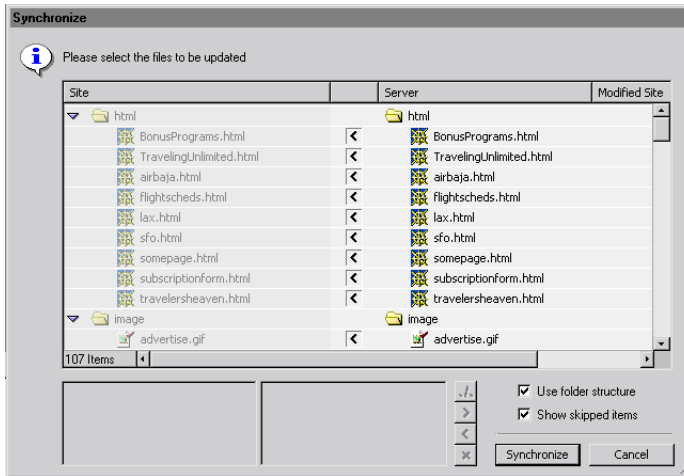 Synchronize
Please select the files to be updated
Site Server Modified Site
html html
BonusPrograms.html < BonusPrograms.html
TravelingUnlimited.html < TravelingUnlimited.html
airbaja.html < airbaja.html
flightscheds.html < flightscheds.html
lax.html < lax.html
sfo.html < sfo.html
somepage.html < somepage.html
subscriptionform.html < subscriptionform.html
travelersheaven.html < travelersheaven.html
image image
advertise.gif < advertise.gif
107 Items
Use folder structure
Show skipped items
Synchronize Cancel